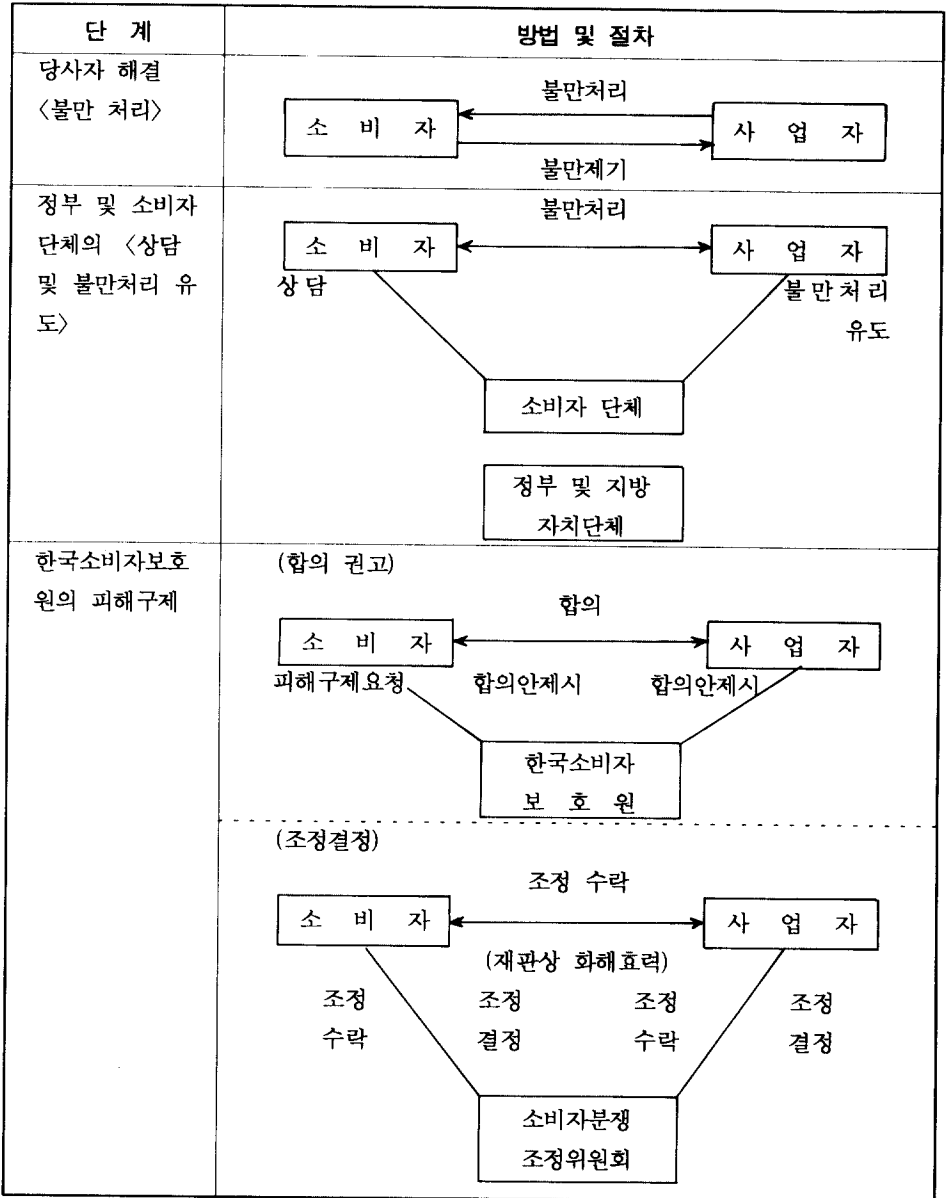 단 계
방법 및 절차
당사자 해결
〈불만 처리〉
불만처리
소 비 자
사 업 자
불만제기
정부 및 소비자
단체의 〈상담
및 불만처리 유
도〉
불만처리
소 비 자
사 업 자
상담
불만처리
유도
소비자 단체
정부 및 지방
자치단체
한국소비자보호
원의 피해구제
(합의 권고)
합의
소 비 자
사 업 자
피해구제요청 합의안제시 합의안제시
한국소비자
보 호 원
(조정결정)
조정 수락
소 비 자
사 업 자
(재판상 화해효력)
조정 조정 조정 조정
수락 결정 수락 결정
소비자분쟁
조정위원회